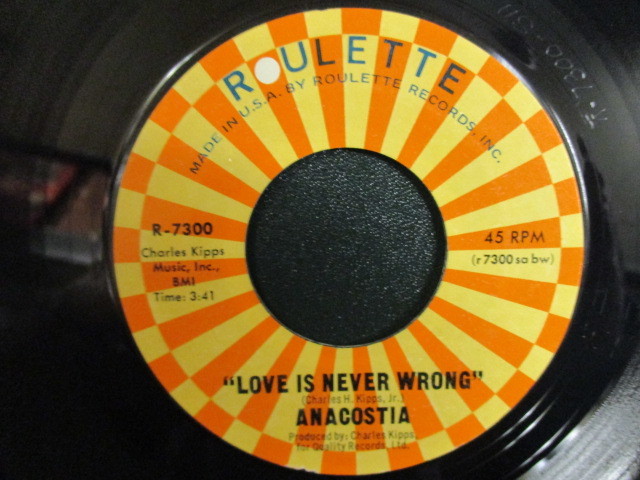 ROULETTE
MADE IN U.S.A. BY ROULETTE RECORDS, INC.
R-7300
Charles Kipps
Music, Inc.,
BMI
Time: 3:41
45 RPM
(r 7300 sa bw)
"LOVE IS NEVER WRONG"
(Charles H. Kipps, Jr.)
ANACOSTIA
Produced by: Charles Kipps
for Quality Records, Ltd.